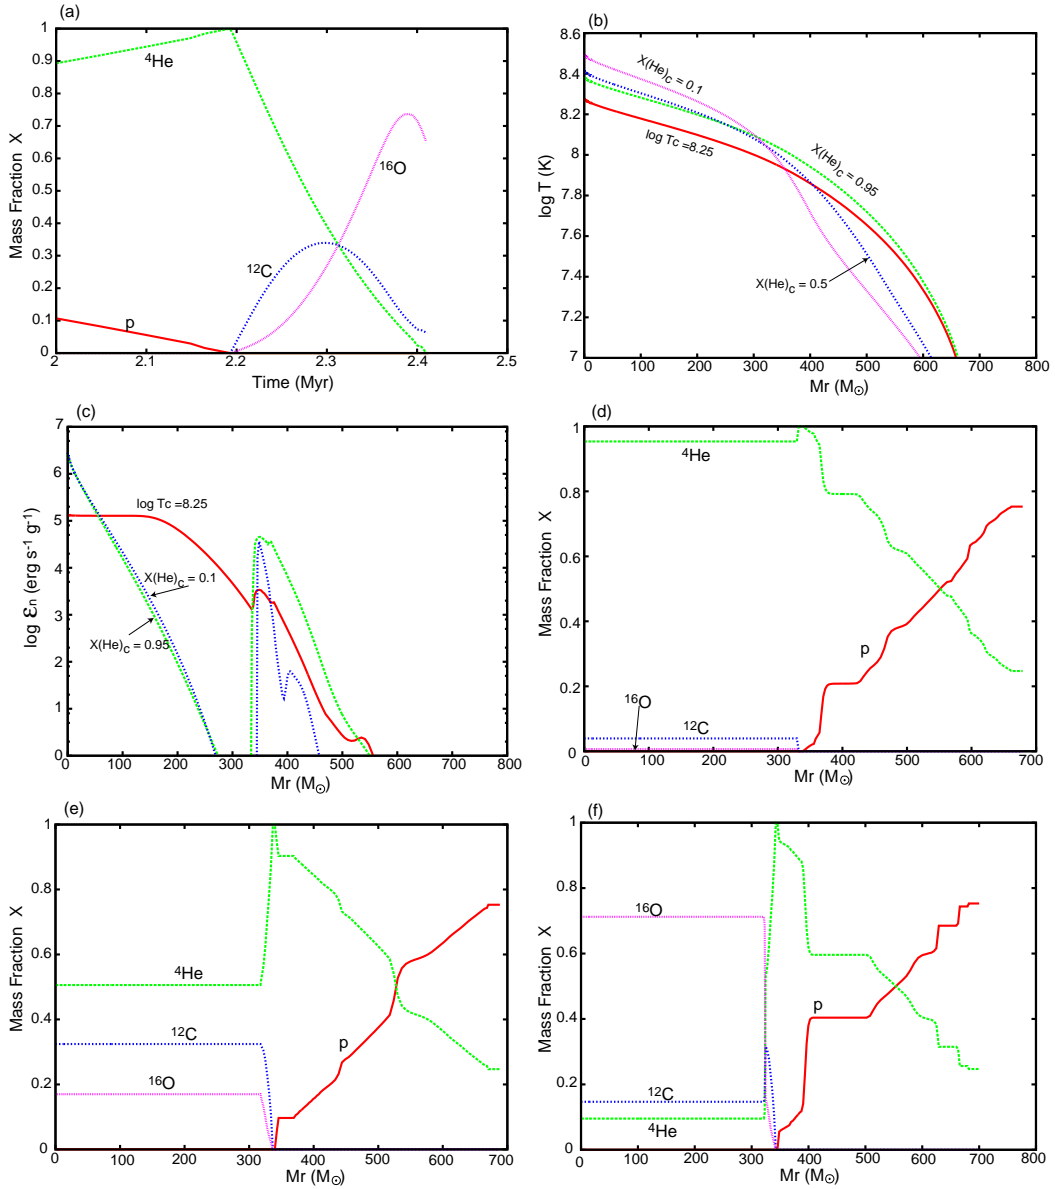 (a)
1
0.9
0.8
0.7
0.6
0.5
0.4
0.3
0.2
0.1
0
Mass Fraction X
4He
16O
12C
p
2 2.1 2.2 2.3 2.4 2.5
Time (Myr)
(b)
8.6
8.4
8.2
8
7.8
7.6
7.4
7.2
7
log T (K)
X(He)c = 0.1
log Tc =8.25
X(He)c = 0.95
X(He)c = 0.5
0 100 200 300 400 500 600 700 800
Mr (M☉)
(c)
7
6
5
4
3
2
1
0
log εn (erg s-1 g-1)
log Tc =8.25
X(He)c = 0.1
X(He)c = 0.95
0 100 200 300 400 500 600 700 800
Mr (M☉)
(d)
1
0.8
0.6
0.4
0.2
0
Mass Fraction X
4He
p
16O
12C
0 100 200 300 400 500 600 700 800
Mr (M☉)
(e)
1
0.8
0.6
0.4
0.2
0
Mass Fraction X
4He
12C
p
16O
0 100 200 300 400 500 600 700
Mr (M☉)
(f)
1
0.8
0.6
0.4
0.2
0
Mass Fraction X
16O
p
12C
4He
0 100 200 300 400 500 600 700 800
Mr (M☉)